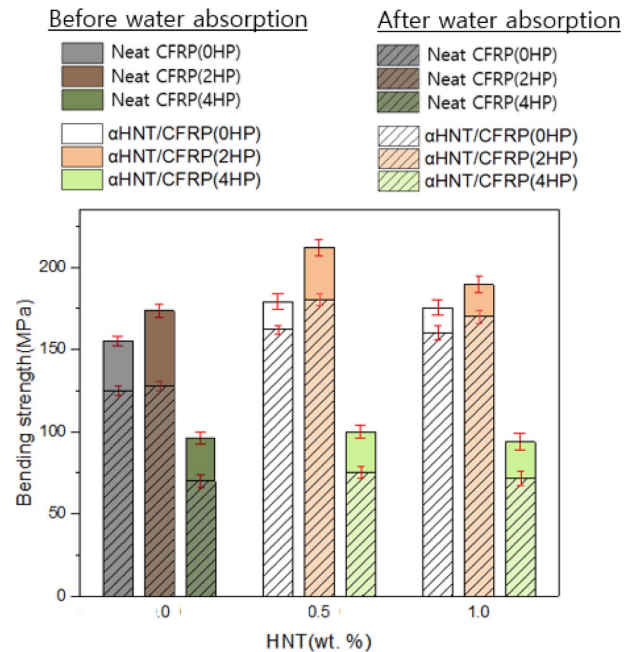 Before water absorption
After water absorption
Neat CFRP(0HP)
Neat CFRP(2HP)
Neat CFRP(4HP)
αHNT/CFRP(0HP)
αHNT/CFRP(2HP)
αHNT/CFRP(4HP)
Neat CFRP(0HP)
Neat CFRP(2HP)
Neat CFRP(4HP)
αHNT/CFRP(0HP)
αHNT/CFRP(2HP)
αHNT/CFRP(4HP)
Bending strength(MPa)
200
150
100
50
0
.0 0.5 1.0
HNT(wt. %)